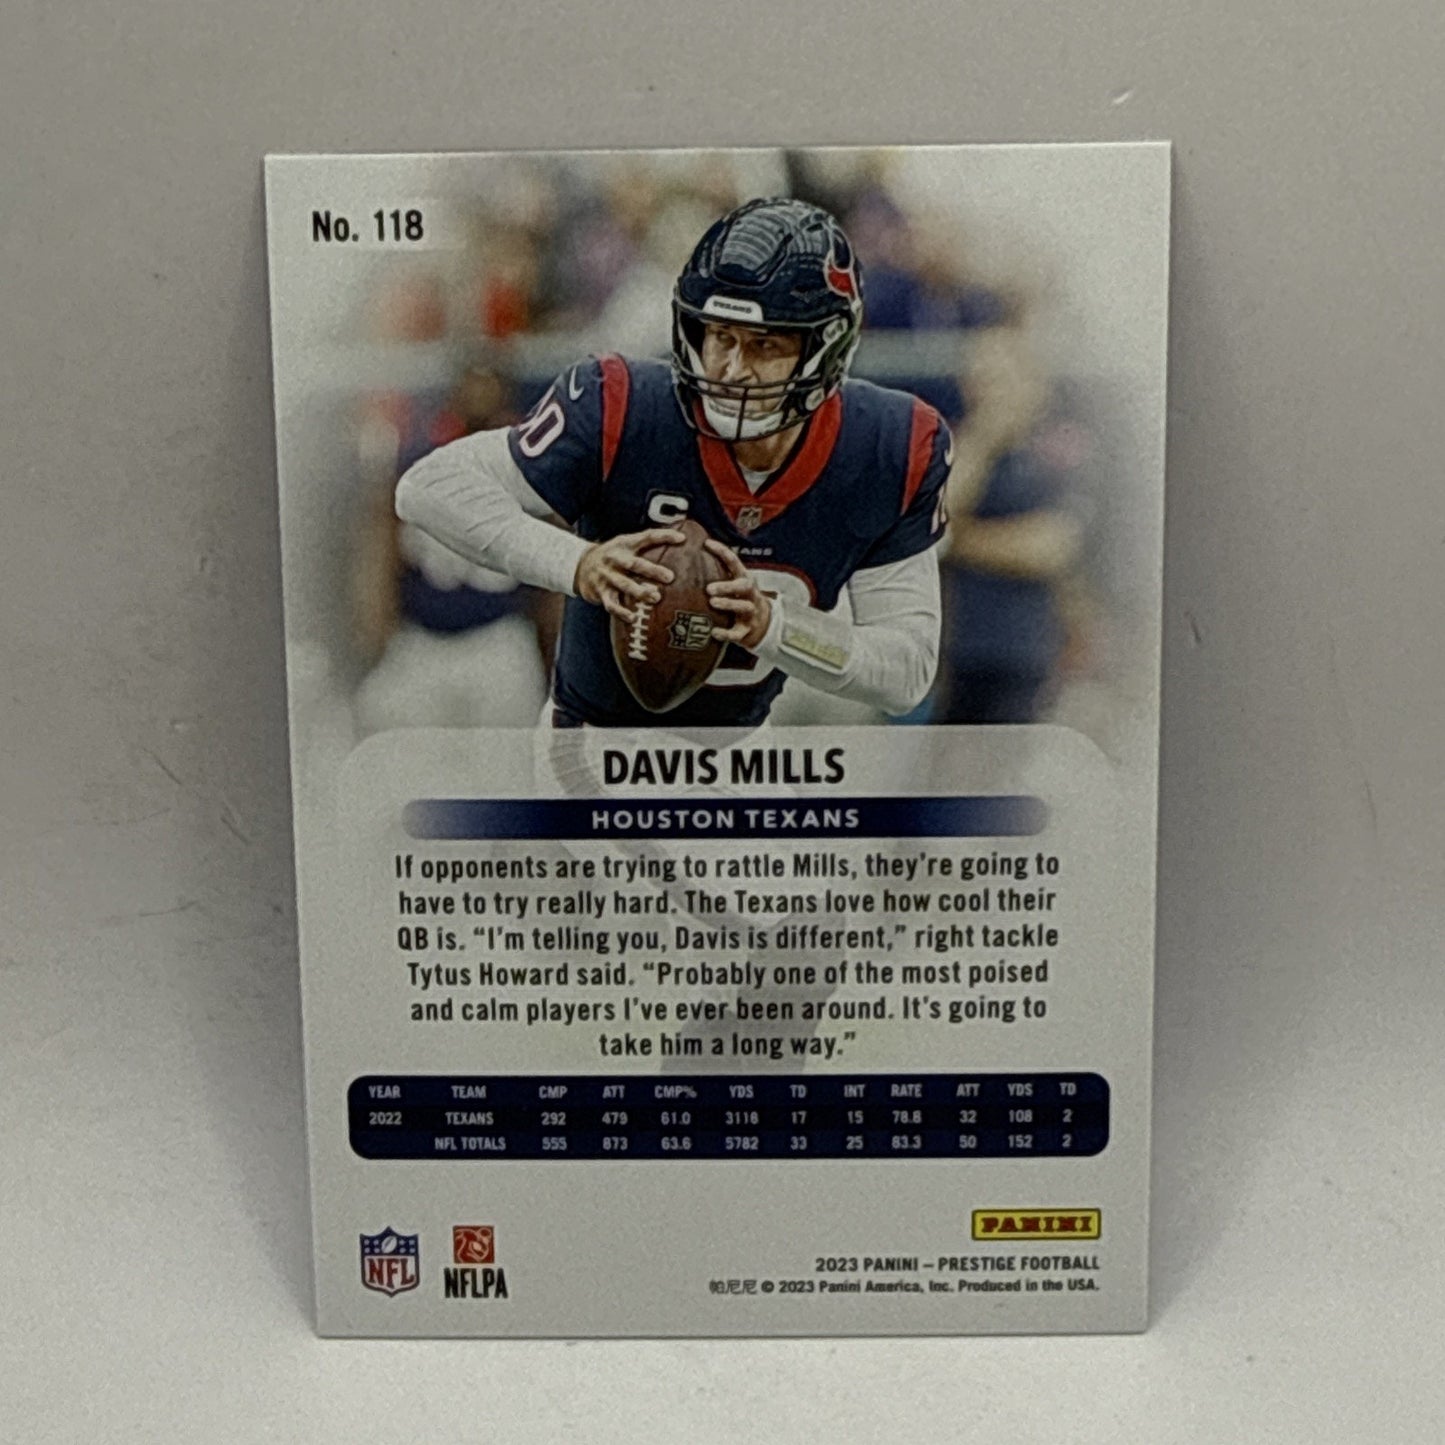 No. 118
TEXANS
10
C
NFL
DAVIS MILLS
HOUSTON TEXANS
If opponents are trying to rattle Mills, they're going to
have to try really hard. The Texans love how cool their
QB is. “I'm telling you, Davis is different,” right tackle
Tytus Howard said. “Probably one of the most poised
and calm players I've ever been around. It's going to
take him a long way.”
YEAR TEAM CMP ATT CMP% YDS TD INT RATE ATT YDS TD
2022 TEXANS 292 479 61.0 3118 17 15 78.8 32 108 2
NFL TOTALS 555 873 63.6 5782 33 25 83.3 50 152 2
PANINI
NFL
NFLPA
2023 PANINI – PRESTIGE FOOTBALL
帕尼尼 © 2023 Panini America, Inc. Produced in the USA.